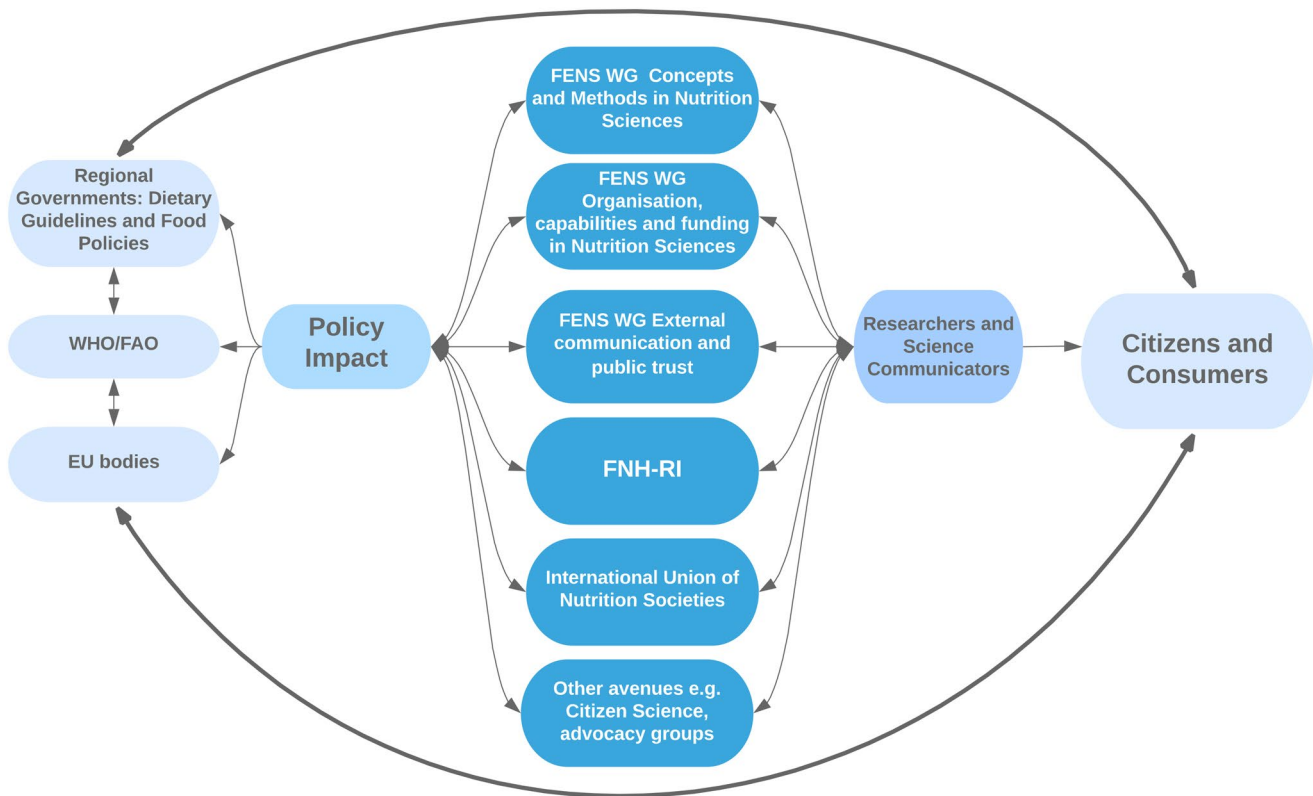 Regional
Governments: Dietary
Guidelines and Food
Policies
WHO/FAO
EU bodies
Policy
Impact
FENS WG  Concepts
and Methods in Nutrition
Sciences
FENS WG
Organisation,
capabilities and funding
in Nutrition Sciences
FENS WG External
communication and
public trust
FNH-RI
International Union of
Nutrition Societies
Other avenues e.g.
Citizen Science,
advocacy groups
Researchers and
Science
Communicators
Citizens and
Consumers